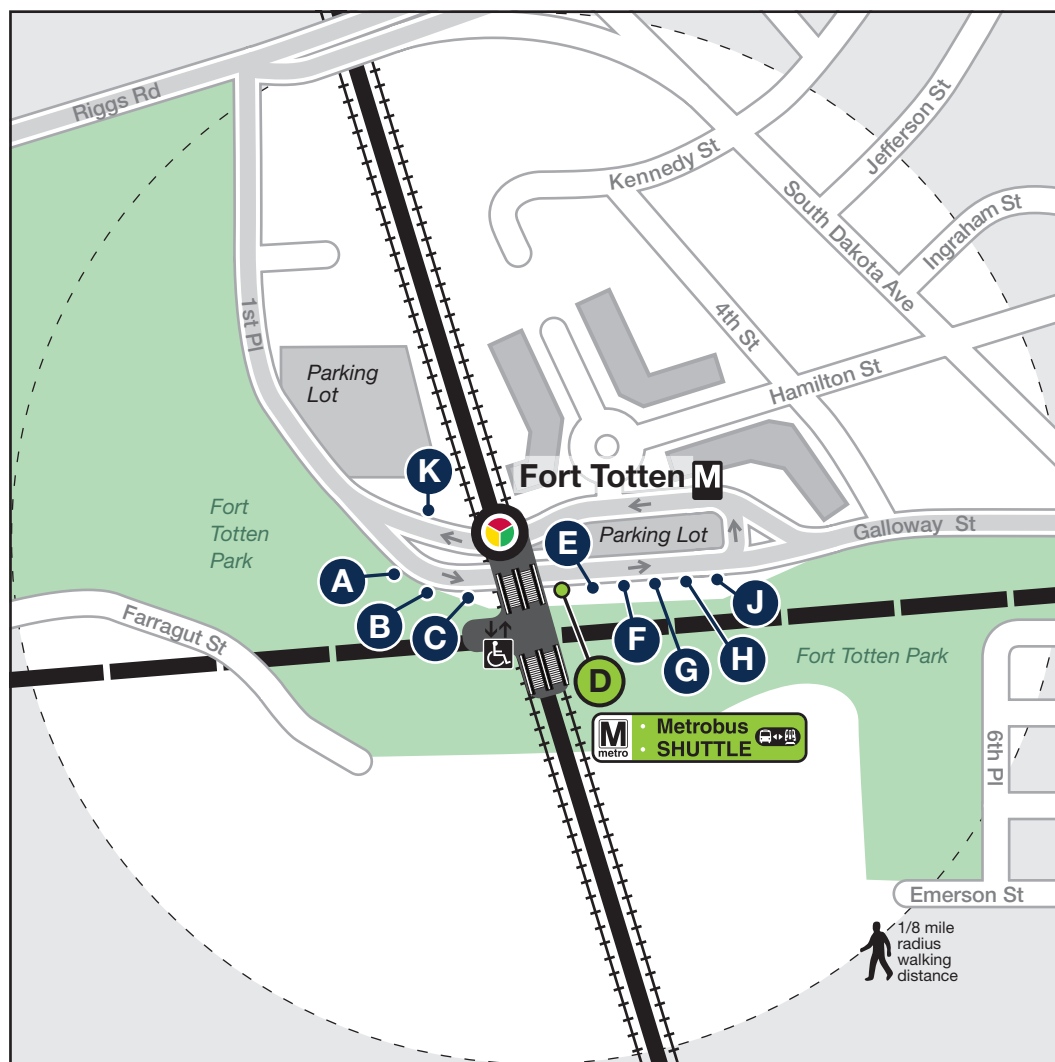 Riggs Rd
Kennedy St
Jefferson St
South Dakota Ave
Ingraham St
1st Pl
4th St
Hamilton St
Parking
Lot
K
Fort Totten M
Fort
Totten
Park
Parking Lot
Galloway St
A
B
C
E
D
F
G
H
J
Farragut St
Fort Totten Park
M
metro
· Metrobus
· SHUTTLE
6th Pl
Emerson St
1/8 mile
radius
walking
distance